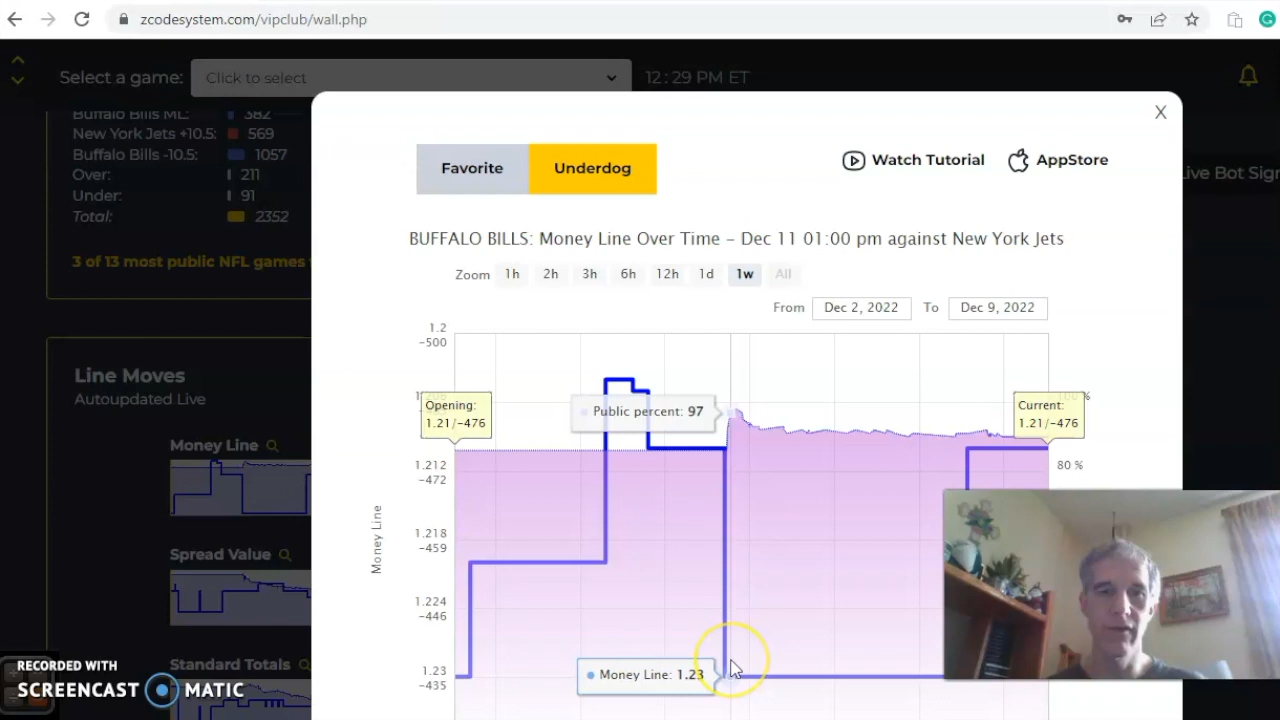 zcodesystem.com/vipclub/wall.php
Select a game:
Click to select
12:29 PM ET
Buffalo Bills ML: 382
New York Jets +10.5: 569
Buffalo Bills -10.5: 1057
Over: 211
Under: 91
Total: 2352
3 of 13 most public NFL games
Line Moves
Autoupdated Live
Money Line
Spread Value
Standard Totals
RECORDED WITH
SCREENCAST MATIC
X
Favorite
Underdog
Watch Tutorial
AppStore
Live Bot Sign
BUFFALO BILLS: Money Line Over Time – Dec 11 01:00 pm against New York Jets
Zoom 1h 2h 3h 6h 12h 1d 1w All
From Dec 2, 2022 To Dec 9, 2022
1.2
-500
Opening:
1.21/-476
Public percent: 97
Current:
1.21/-476
1.212
-472
80 %
1.218
-459
Money Line
1.224
-446
1.23
-435
Money Line: 1.23